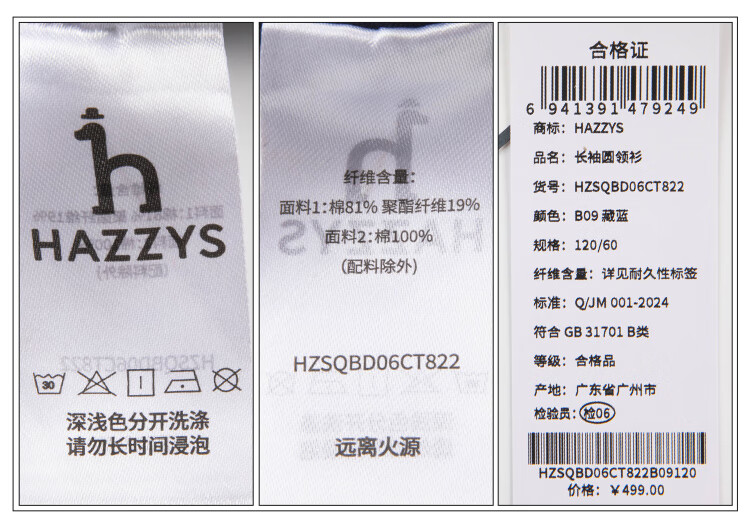 HAZZYS
30
深浅色分开洗涤
请勿长时间浸泡
纤维含量:
面料1:棉81% 聚酯纤维19%
面料2:棉100%
(配料除外)
HZSQBD06CT822
远离火源
合格证
6 941391 479249
商标: HAZZYS
品名: 长袖圆领衫
货号: HZSQBD06CT822
颜色: B09 藏蓝
规格: 120/60
纤维含量: 详见耐久性标签
标准: Q/JM 001-2024
符合 GB 31701 B类
等级: 合格品
产地: 广东省广州市
检验员: 检06
HZSQBD06CT822B09120
价格: ￥499.00